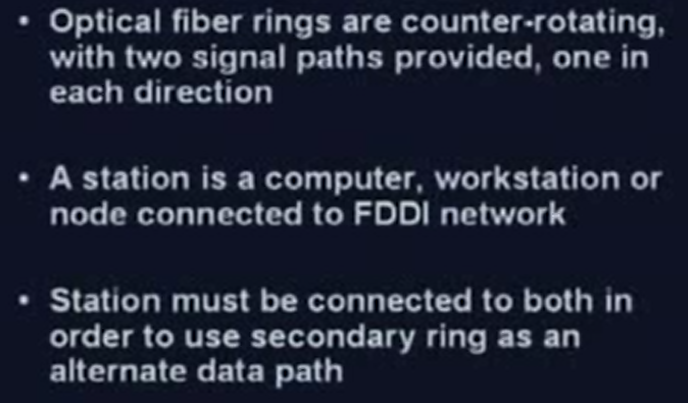 • Optical fiber rings are counter-rotating,
with two signal paths provided, one in
each direction
• A station is a computer, workstation or
node connected to FDDI network
• Station must be connected to both in
order to use secondary ring as an
alternate data path